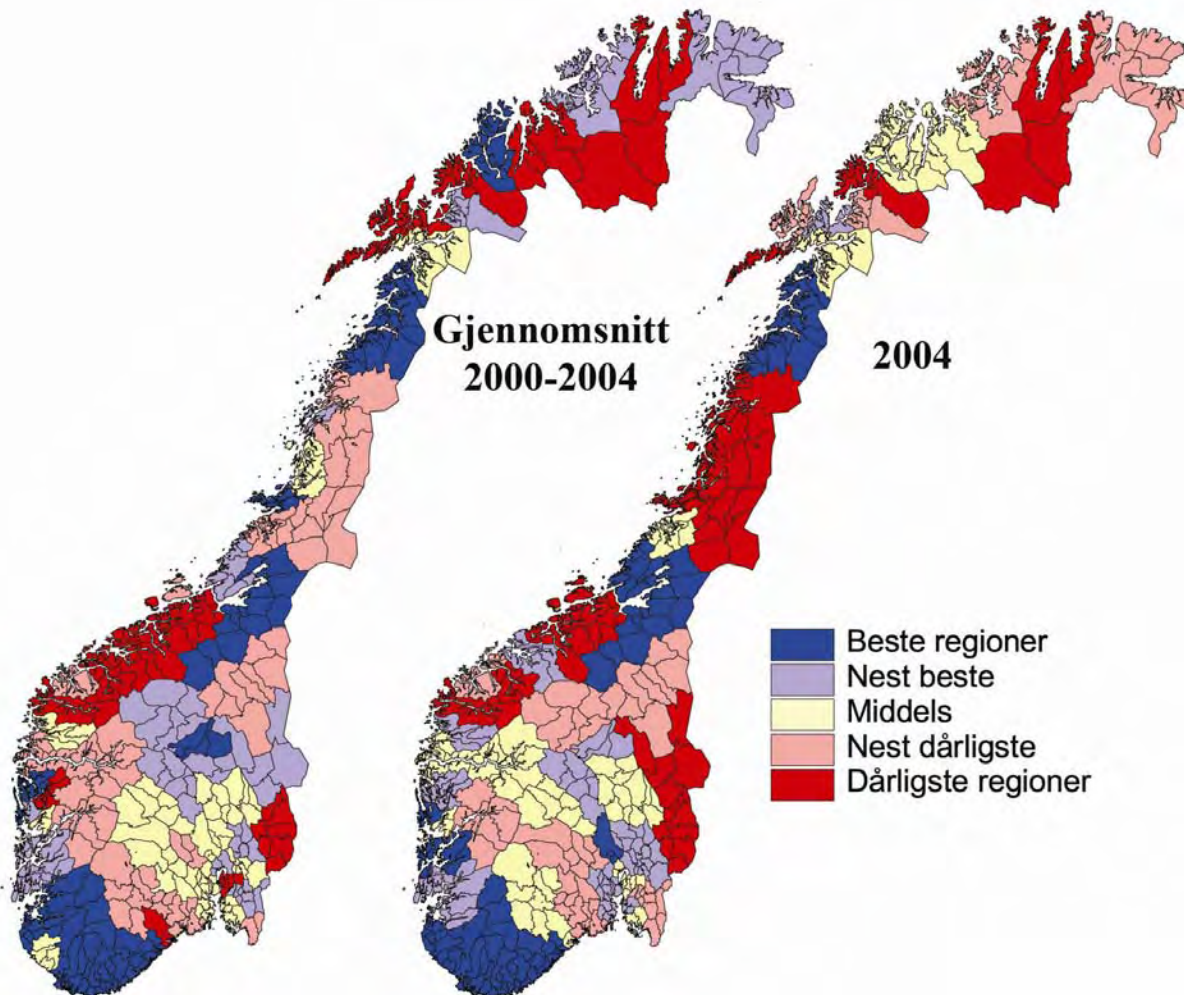 Gjennomsnitt
2000-2004
2004
Beste regioner
Nest beste
Middels
Nest dårligste
Dårligste regioner